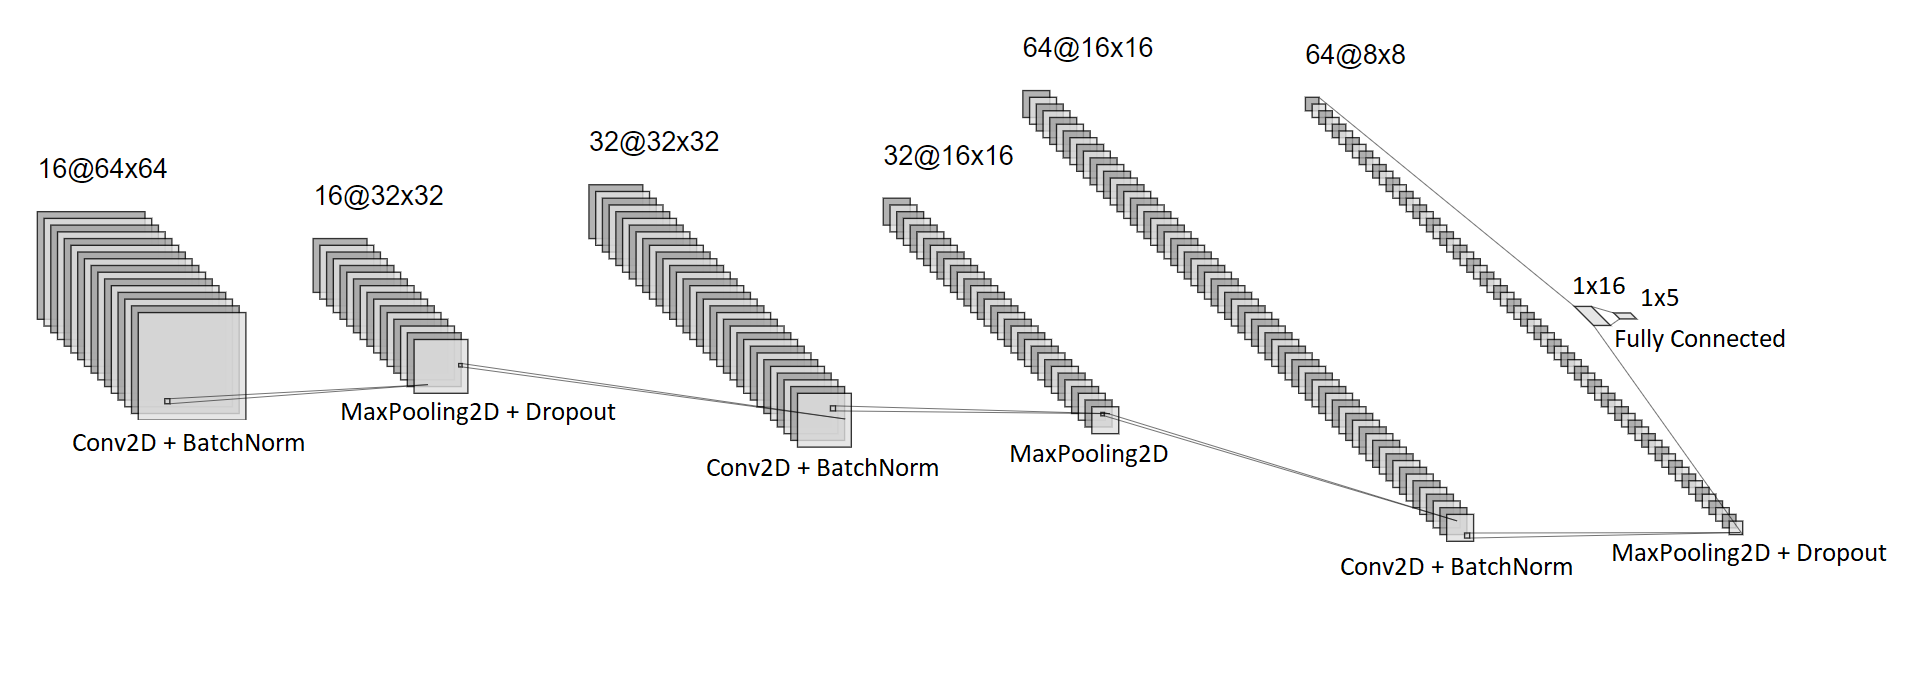 16@64x64
Conv2D + BatchNorm
16@32x32
MaxPooling2D + Dropout
32@32x32
Conv2D + BatchNorm
32@16x16
MaxPooling2D
64@16x16
Conv2D + BatchNorm
64@8x8
MaxPooling2D + Dropout
1x16
1x5
Fully Connected